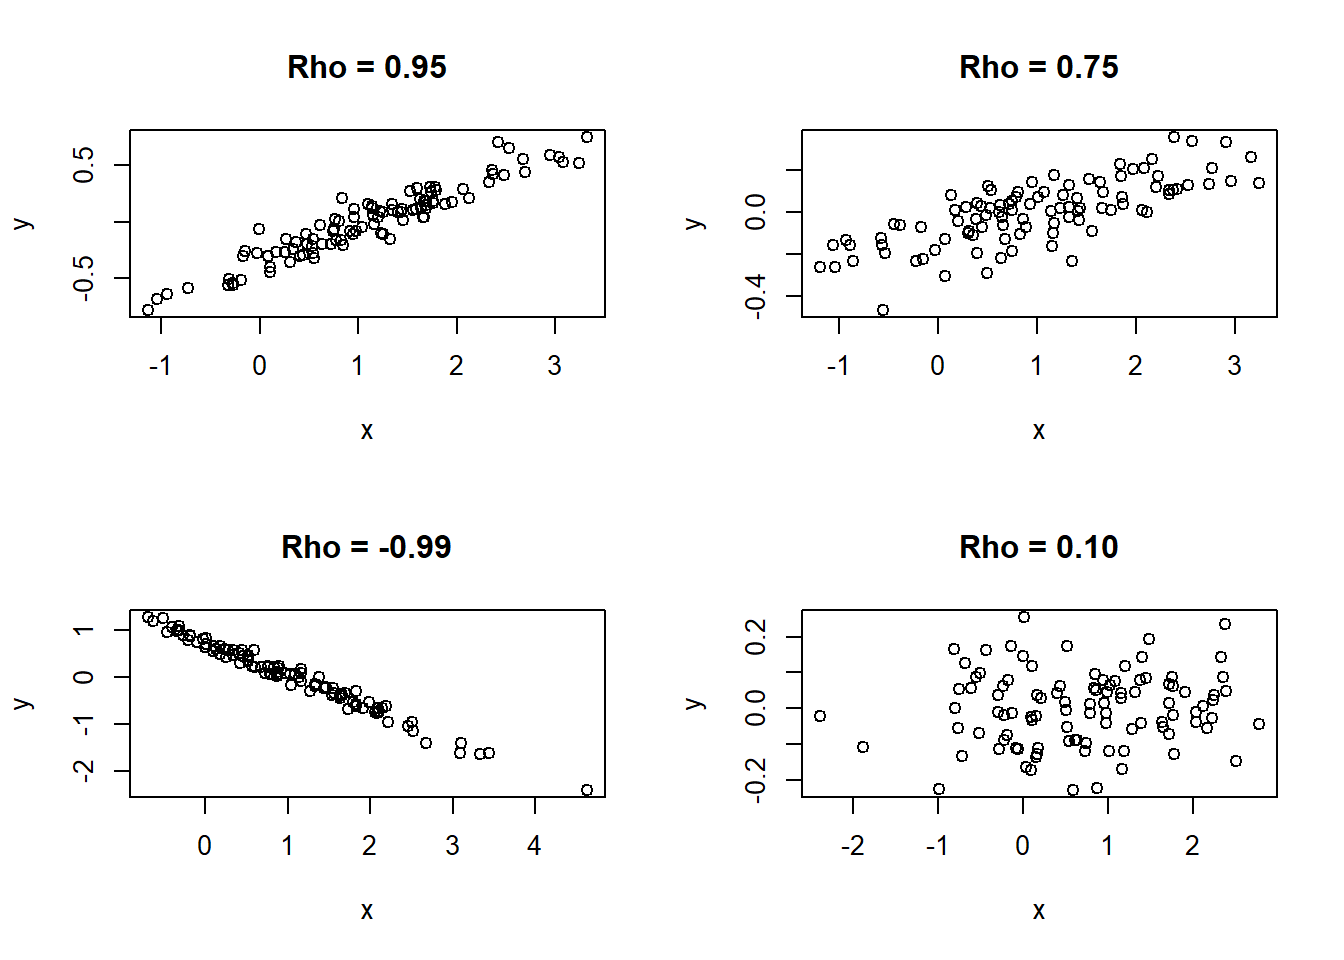 Rho = 0.95
y
0.5
-0.5
-1 0 1 2 3
x
Rho = 0.75
y
0.0
-0.4
-1 0 1 2 3
x
Rho = -0.99
y
1
0
-1
-2
0 1 2 3 4
x
Rho = 0.10
y
0.2
0.0
-0.2
-2 -1 0 1 2
x